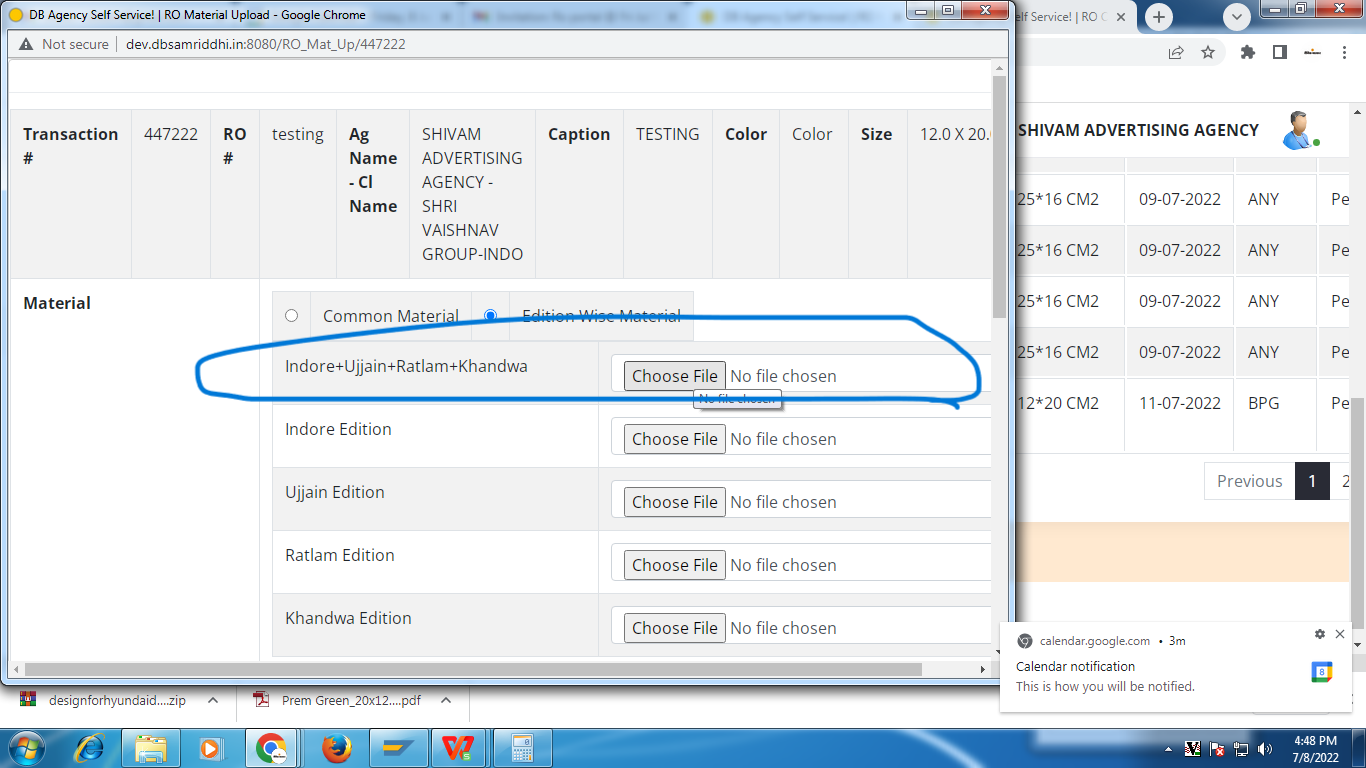 DB Agency Self Service! | RO Material Upload - Google Chrome
DB Agency Self Service!
elf Service! | RO C
Not secure
dev.dbsamriddhi.in:8080/RO_Mat_Up/447222
Transaction #
447222
RO #
testing
Ag Name - Cl Name
SHIVAM ADVERTISING AGENCY - SHRI VAISHNAV GROUP-INDO
Caption
TESTING
Color
Color
Size
12.0 X 20.
Material
Common Material
Edition Wise Material
Indore+Ujjain+Ratlam+Khandwa
Choose File No file chosen
No file chosen
Indore Edition
Choose File No file chosen
Ujjain Edition
Choose File No file chosen
Ratlam Edition
Choose File No file chosen
Khandwa Edition
Choose File No file chosen
SHIVAM ADVERTISING AGENCY
25*16 CM2 09-07-2022 ANY Pe
25*16 CM2 09-07-2022 ANY Pe
25*16 CM2 09-07-2022 ANY Pe
25*16 CM2 09-07-2022 ANY Pe
12*20 CM2 11-07-2022 BPG Pe
Previous 1 2
calendar.google.com • 3m
Calendar notification
This is how you will be notified.
8
designforhyundaid....zip
Prem Green_20x12....pdf
4:48 PM
7/8/2022